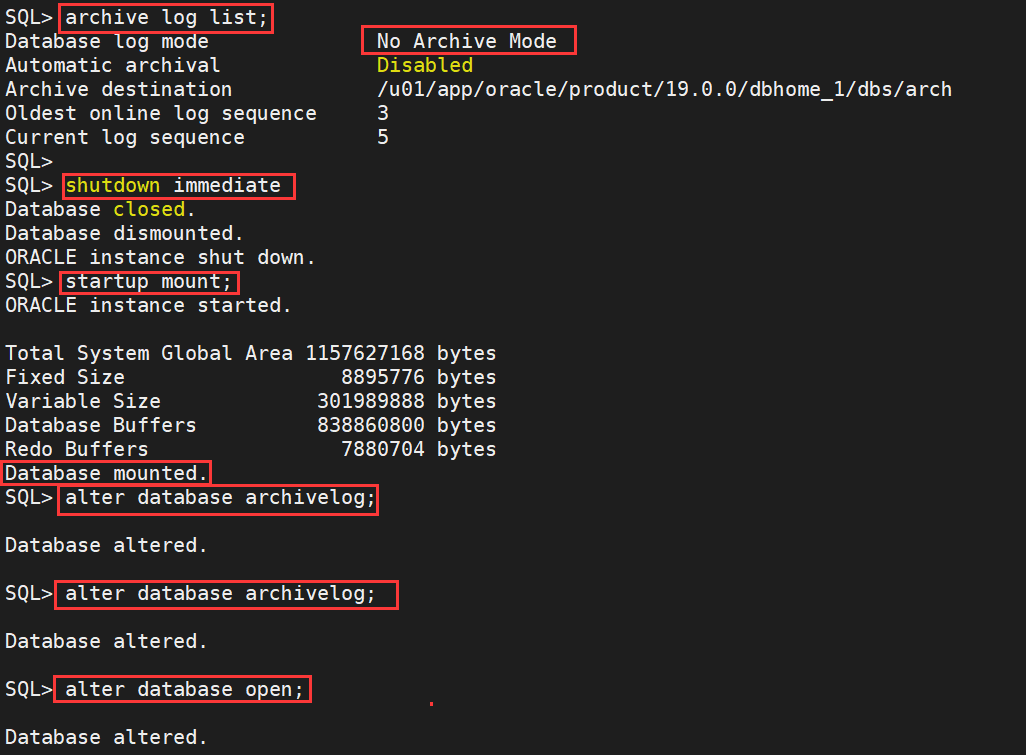 SQL> archive log list;
Database log mode No Archive Mode
Automatic archival Disabled
Archive destination /u01/app/oracle/product/19.0.0/dbhome_1/dbs/arch
Oldest online log sequence 3
Current log sequence 5
SQL>
SQL> shutdown immediate
Database closed.
Database dismounted.
ORACLE instance shut down.
SQL> startup mount;
ORACLE instance started.
Total System Global Area 1157627168 bytes
Fixed Size 8895776 bytes
Variable Size 301989888 bytes
Database Buffers 838860800 bytes
Redo Buffers 7880704 bytes
Database mounted.
SQL> alter database archivelog;
Database altered.
SQL> alter database archivelog;
Database altered.
SQL> alter database open;
Database altered.